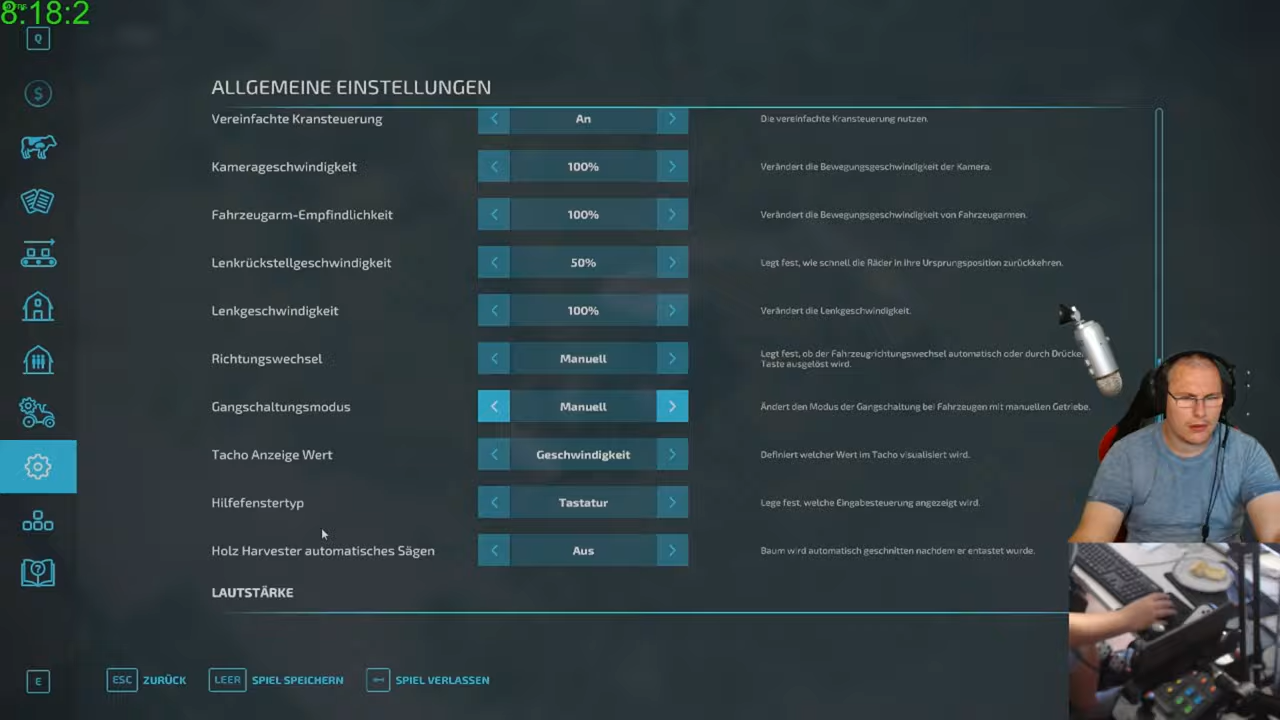 8:18:2
Q
ALLGEMEINE EINSTELLUNGEN
Vereinfachte Kransteuerung An Die vereinfachte Kransteuerung nutzen.
Kamerageschwindigkeit 100% Verändert die Bewegungsgeschwindigkeit der Kamera.
Fahrzeugarm-Empfindlichkeit 100% Verändert die Bewegungsgeschwindigkeit von Fahrzeugarmen.
Lenkrückstellgeschwindigkeit 50% Legt fest, wie schnell die Räder in ihre Ursprungsposition zurückkehren.
Lenkgeschwindigkeit 100% Verändert die Lenkgeschwindigkeit.
Richtungswechsel Manuell Legt fest, ob der Fahrzeugrichtungswechsel automatisch oder durch Drücke
Taste ausgelöst wird.
Gangschaltungsmodus Manuell Ändert den Modus der Gangschaltung bei Fahrzeugen mit manuellen Getriebe.
Tacho Anzeige Wert Geschwindigkeit Definiert welcher Wert im Tacho visualisiert wird.
Hilfefenstertyp Tastatur Lege fest, welche Eingabesteuerung angezeigt wird.
Holz Harvester automatisches Sägen Aus Baum wird automatisch geschnitten nachdem er entastet wurde.
LAUTSTÄRKE
E
ESC ZURÜCK LEER SPIEL SPEICHERN SPIEL VERLASSEN